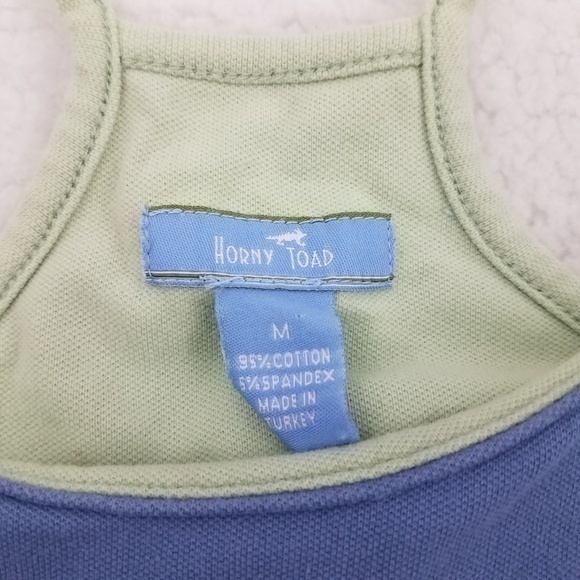 HORNY TOAD
M
95% COTTON
5% SPANDEX
MADE IN
TURKEY